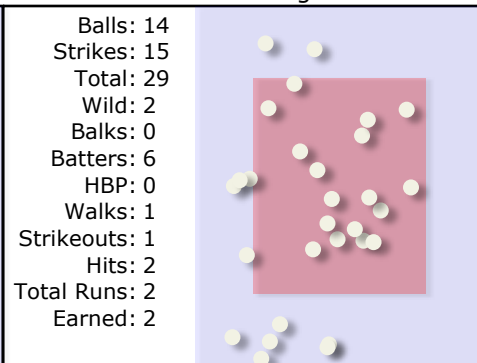 Balls: 14
Strikes: 15
Total: 29
Wild: 2
Balks: 0
Batters: 6
HBP: 0
Walks: 1
Strikeouts: 1
Hits: 2
Total Runs: 2
Earned: 2